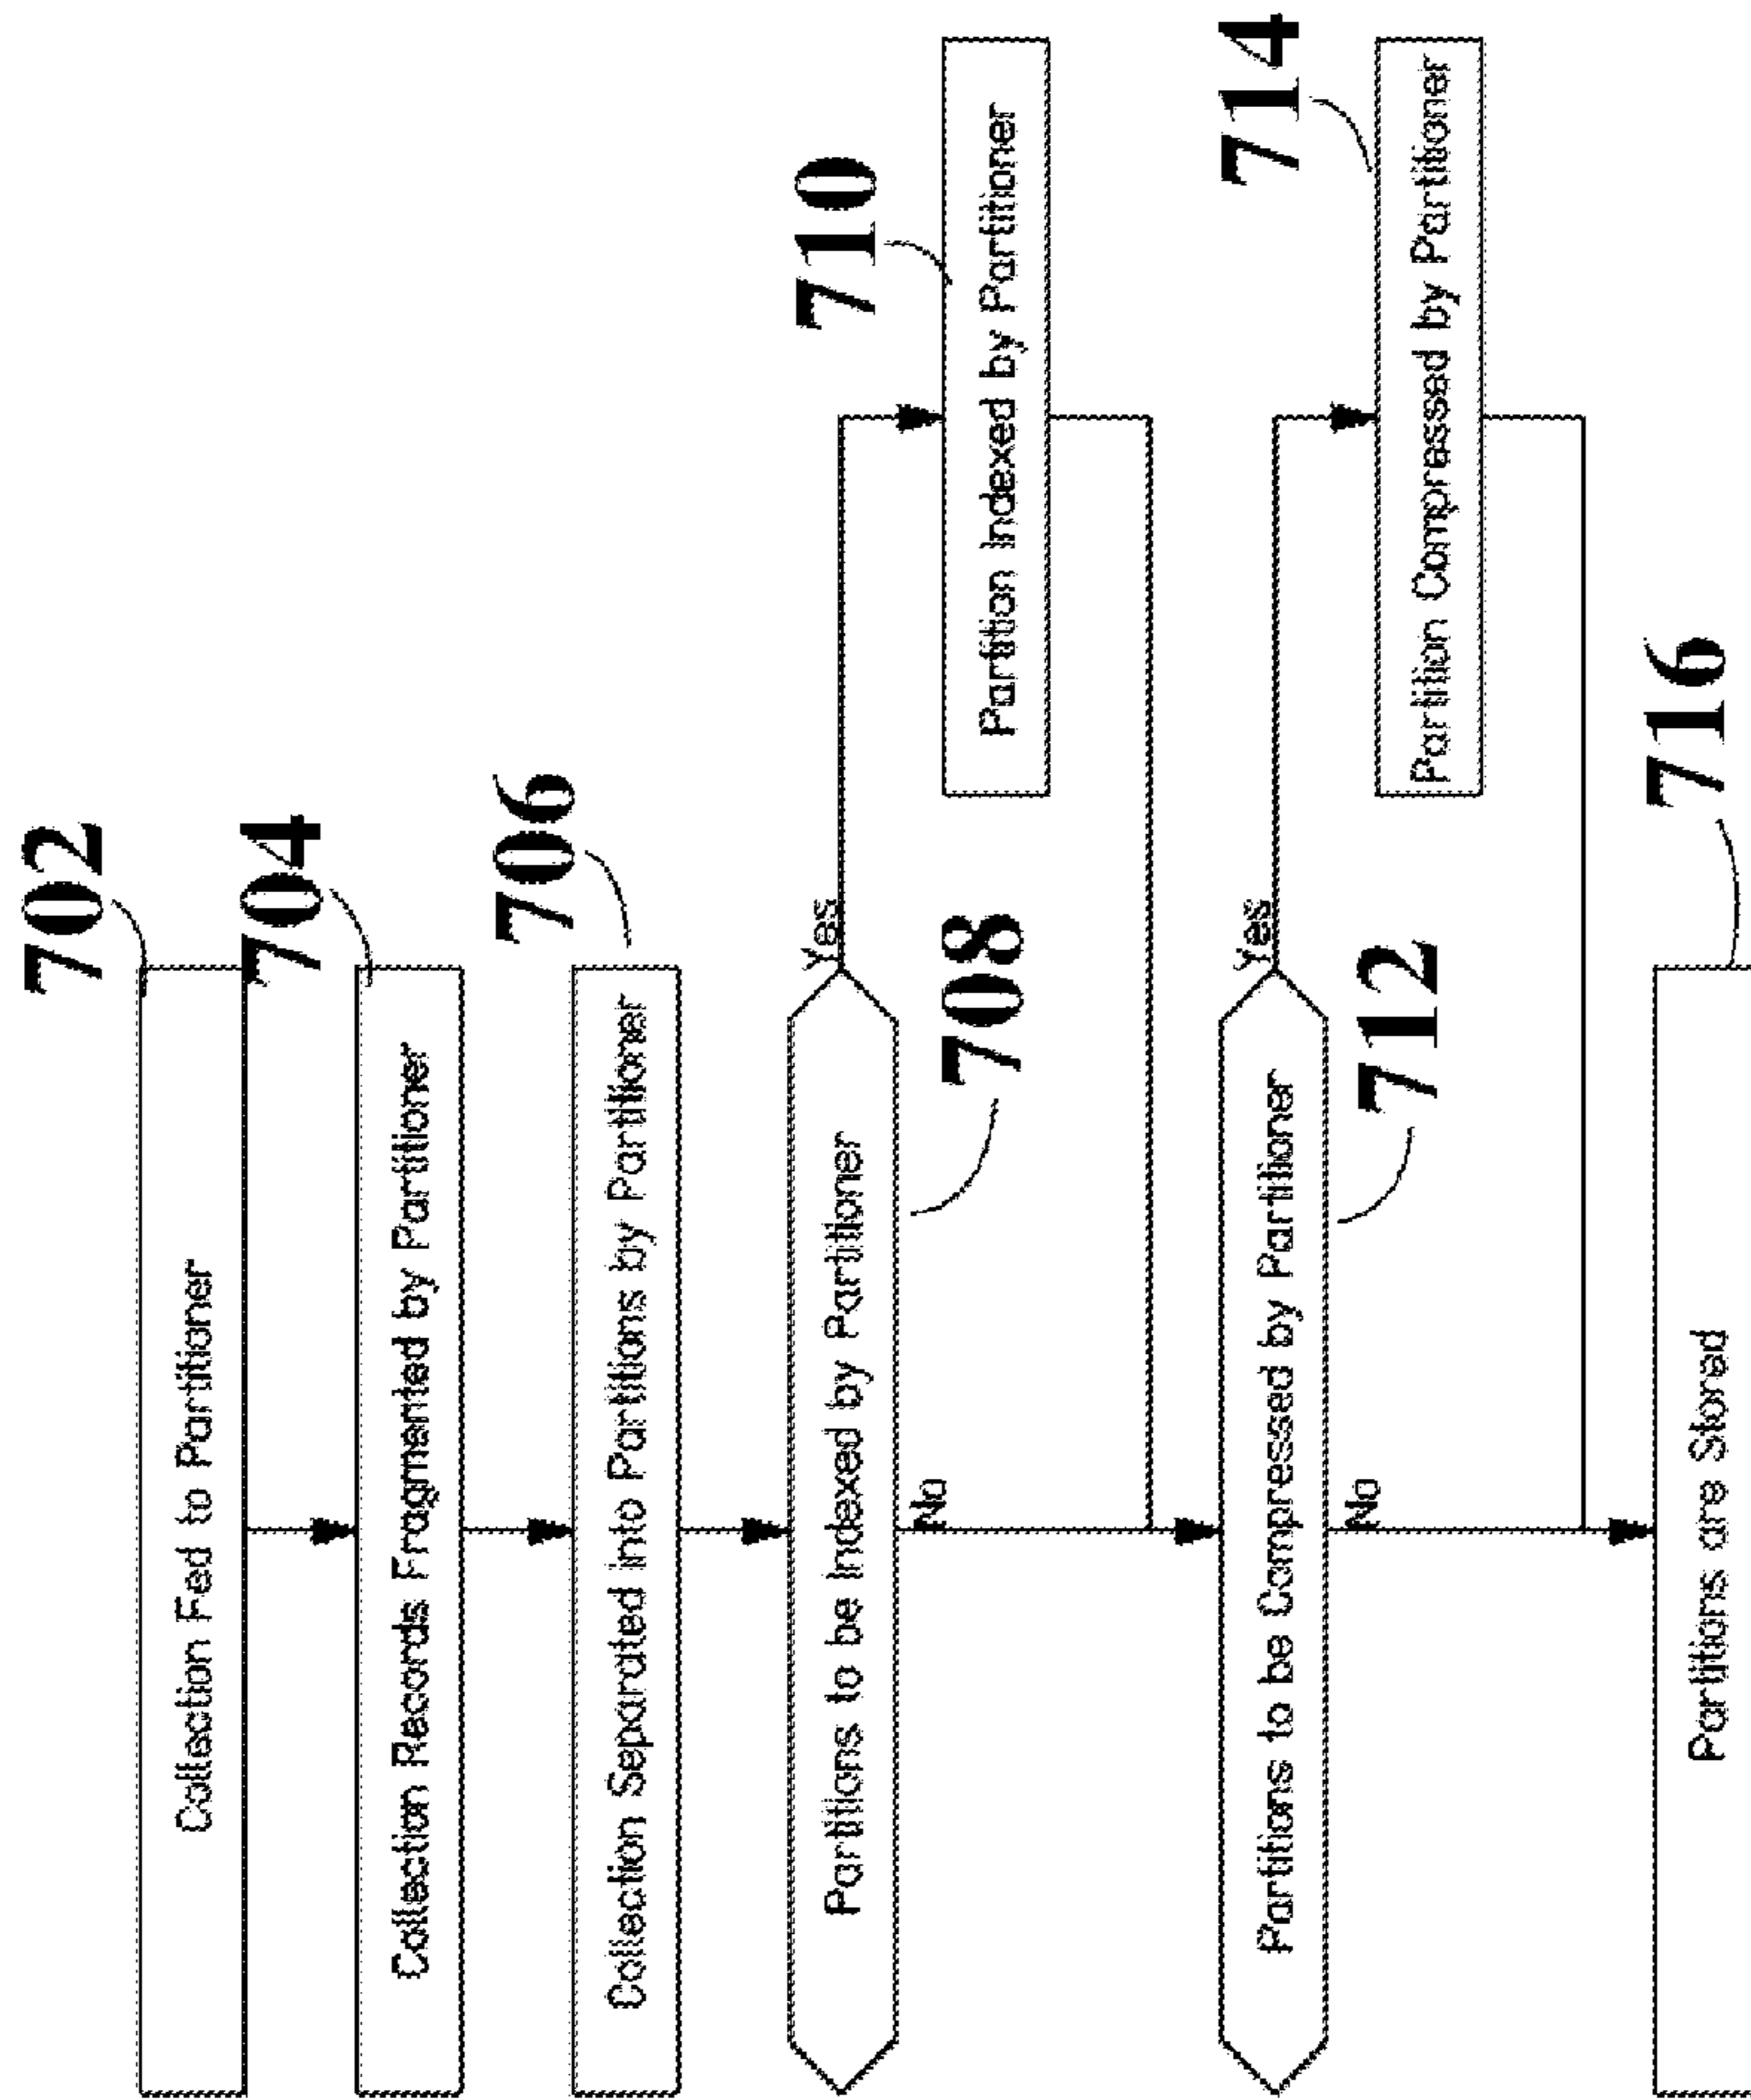 702
Collection Fed to Partitioner
704
Collection Records Fragmented by Partitioner
706
Collection Separated into Partitions by Partitioner
Partitions to be Indexed by Partitioner
Yes
708
No
710
Partition Indexed by Partitioner
Partitions to be Compressed by Partitioner
Yes
712
No
714
Partition Compressed by Partitioner
716
Partitions are Stored